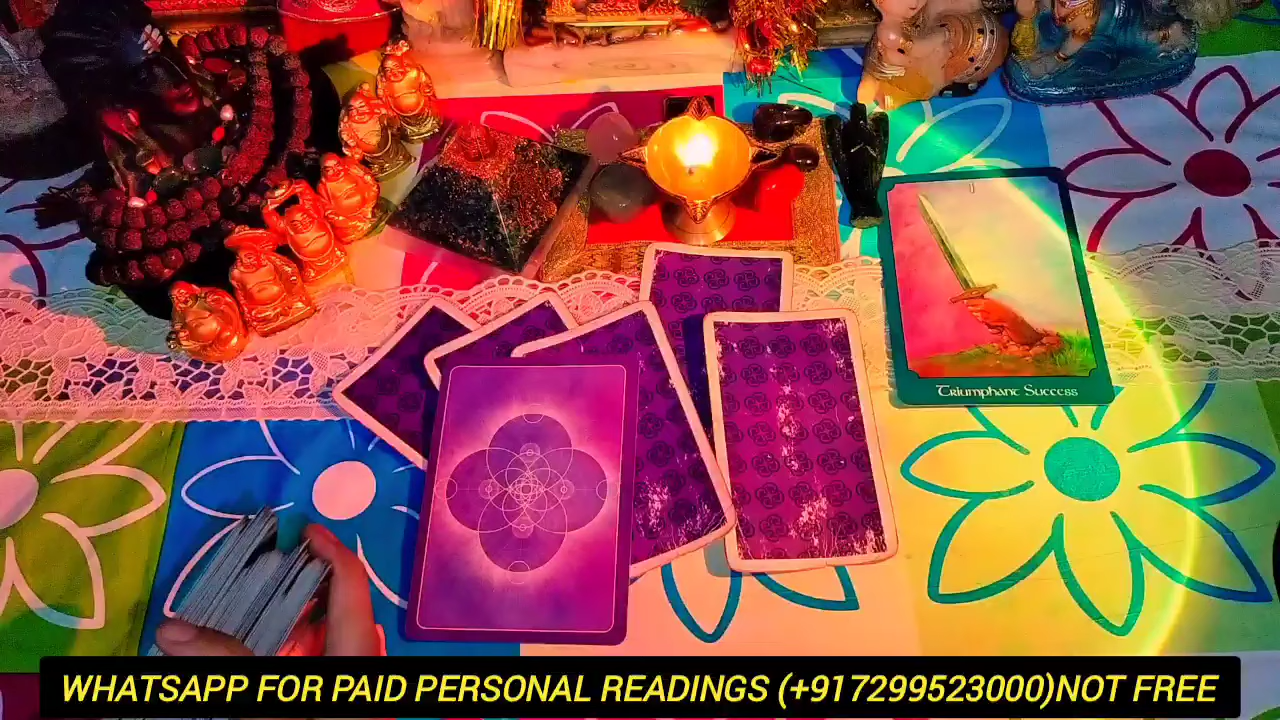 Triumphant Success
WHATSAPP FOR PAID PERSONAL READINGS (+917299523000)NOT FREE